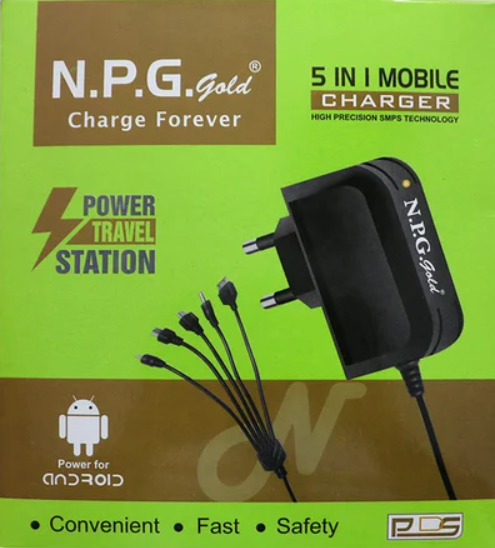 N.P.G.Gold®
Charge Forever
5 IN 1 MOBILE
CHARGER
HIGH PRECISION SMPS TECHNOLOGY
POWER
TRAVEL
STATION
N.P.G.Gold®
Power for
ANDROID
N
• Convenient • Fast • Safety
PDS